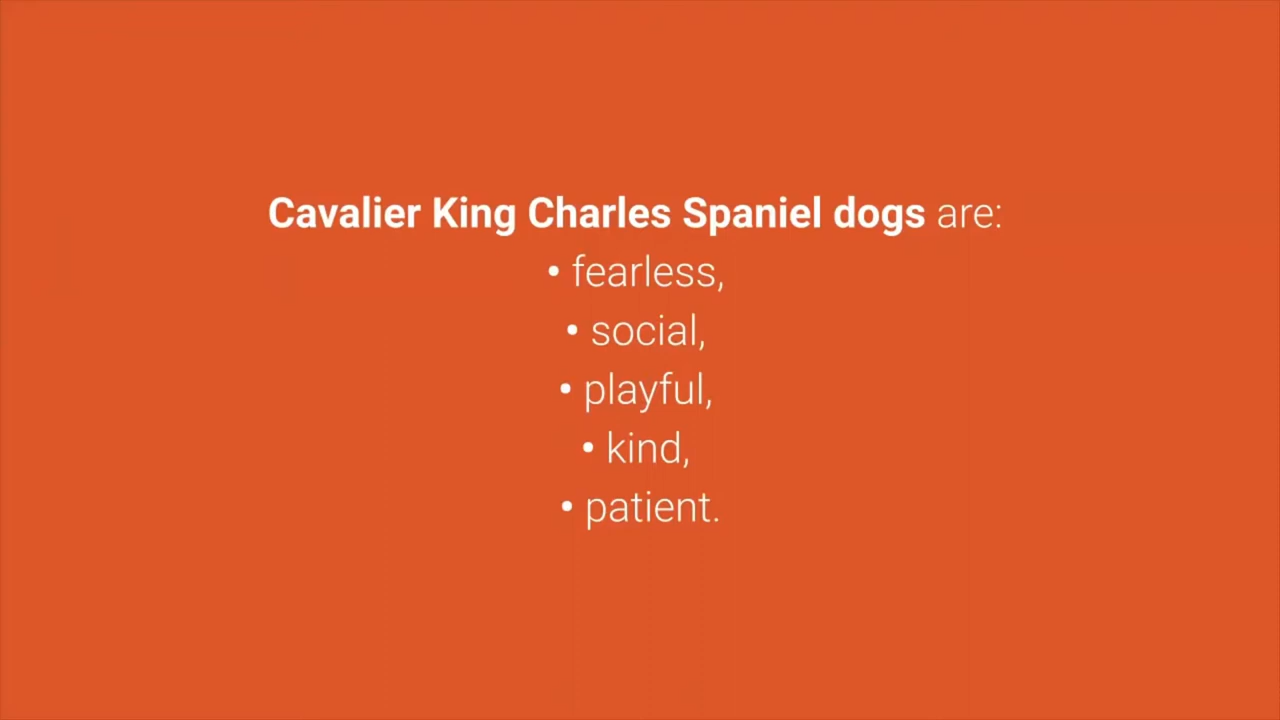 Cavalier King Charles Spaniel dogs are:
• fearless,
• social,
• playful,
• kind,
• patient.